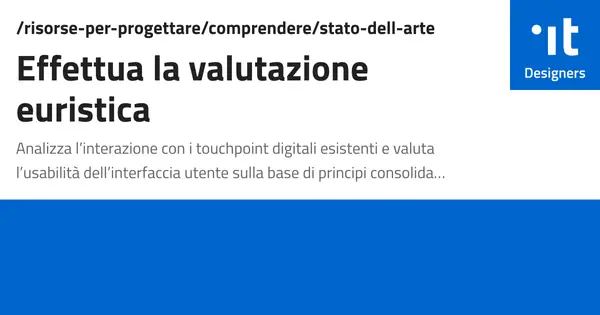 /risorse-per-progettare/comprendere/stato-dell-arte
Effettua la valutazione
euristica
Analizza l’interazione con i touchpoint digitali esistenti e valuta
l’usabilità dell’interfaccia utente sulla base di principi consolida…
it
Designers